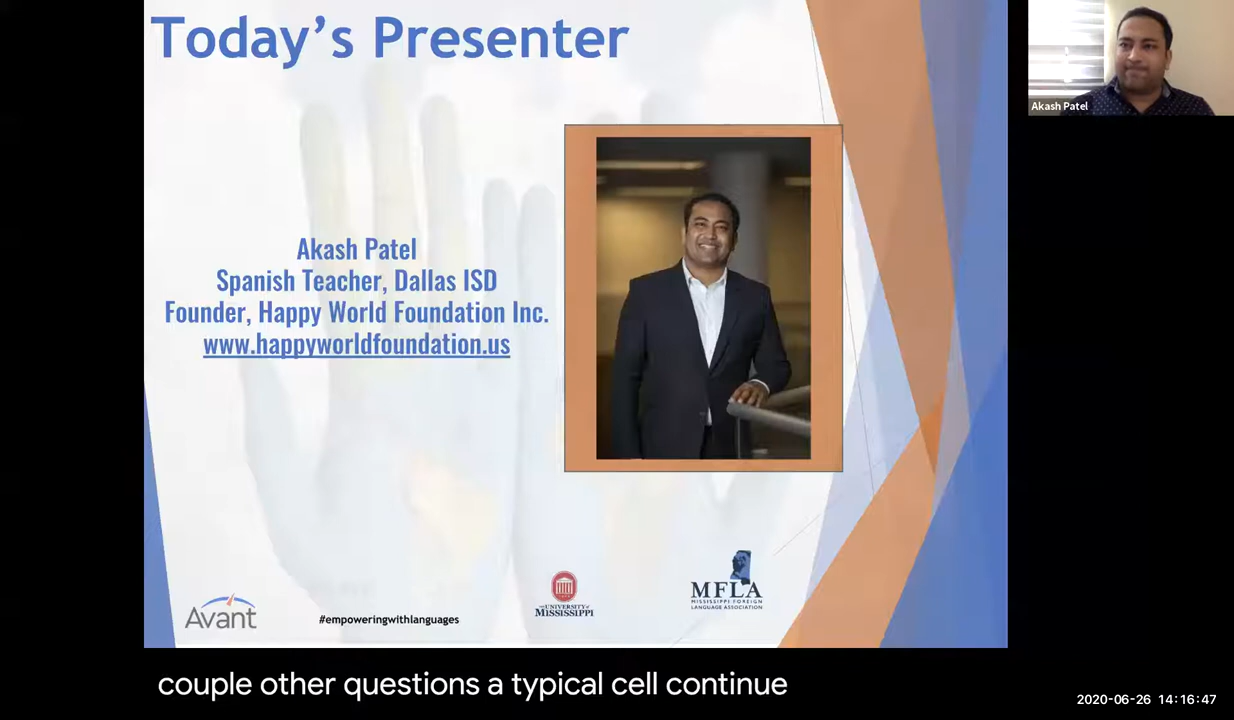 Today's Presenter
Akash Patel
Akash Patel
Spanish Teacher, Dallas ISD
Founder, Happy World Foundation Inc.
www.happyworldfoundation.us
Avant
#empoweringwithlanguages
THE UNIVERSITY of
MISSISSIPPI
MFLA
MISSISSIPPI FOREIGN
LANGUAGE ASSOCIATION
couple other questions a typical cell continue
2020-06-26 14:16:47